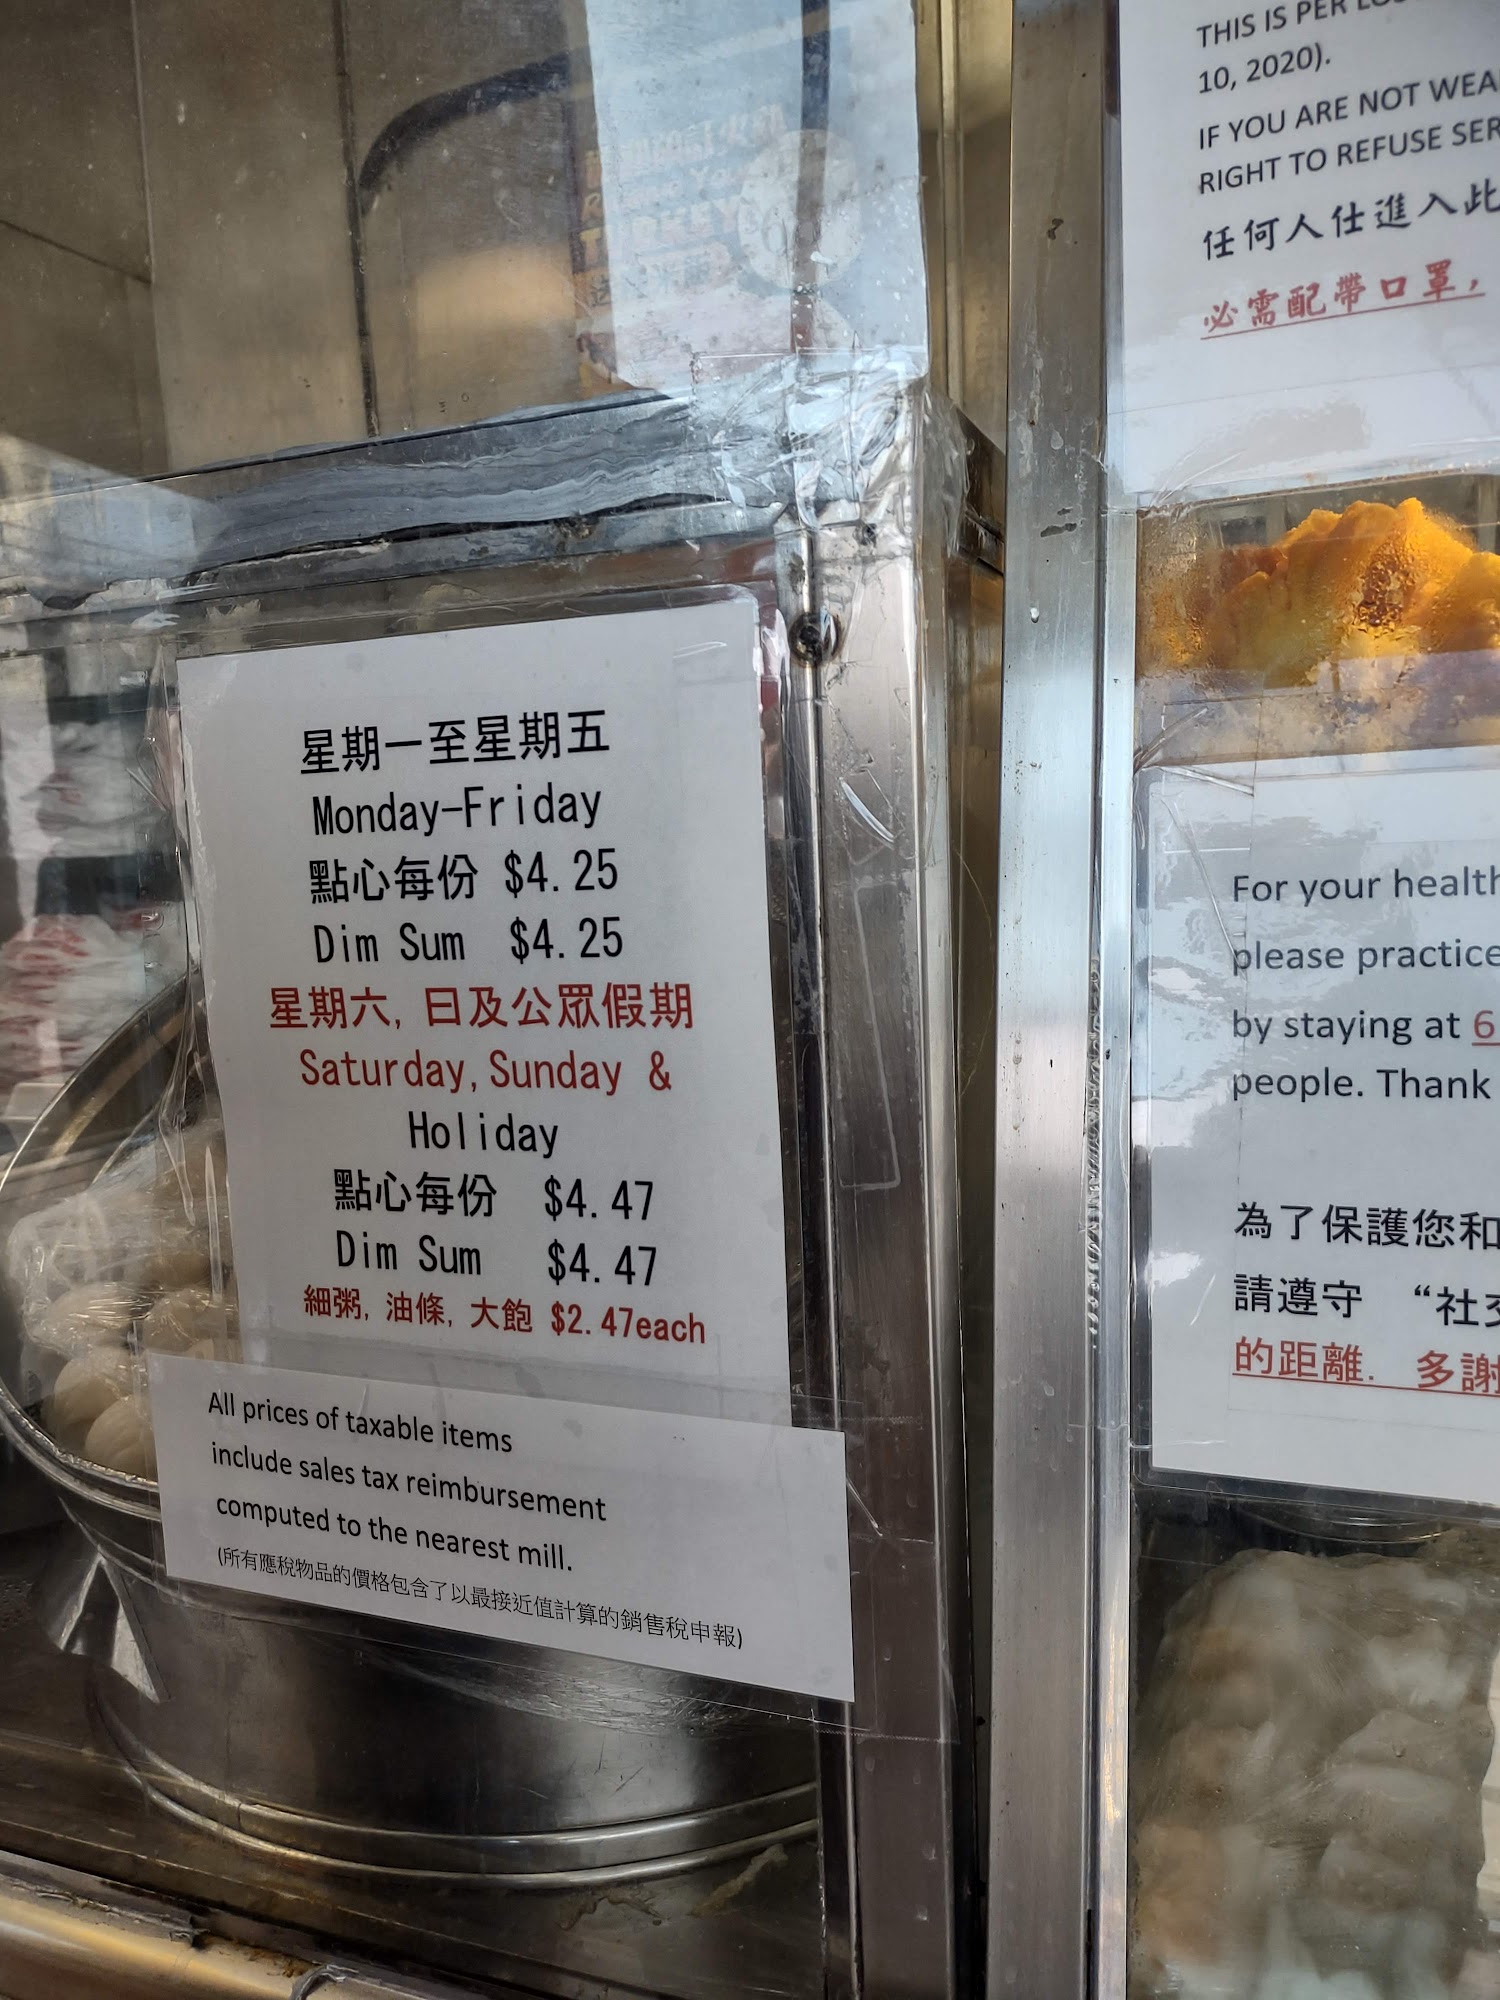 星期一至星期五
Monday-Friday
點心每份 $4.25
Dim Sum $4.25
星期六, 日及公眾假期
Saturday, Sunday &
Holiday
點心每份 $4.47
Dim Sum $4.47
細粥, 油條, 大飽 $2.47each
All prices of taxable items
include sales tax reimbursement
computed to the nearest mill.
(所有應稅物品的價格包含了以最接近值計算的銷售稅申報)
THIS IS PER
10, 2020).
IF YOU ARE NOT
RIGHT TO REFUSE
任何人仕進入此
必需配帶口罩，
For your health
please practice
by staying at 6
people. Thank
為了保護您和
請遵守 “社交
的距離. 多謝